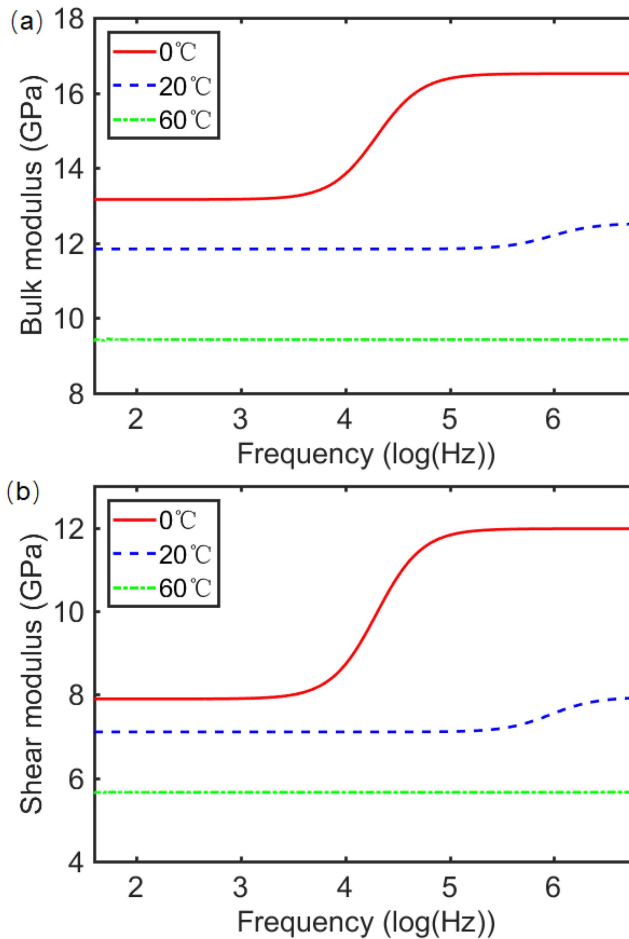 (a)
18
16
14
12
10
8
Bulk modulus (GPa)
0℃
20℃
60℃
2 3 4 5 6
Frequency (log(Hz))
(b)
12
10
8
6
4
Shear modulus (GPa)
0℃
20℃
60℃
2 3 4 5 6
Frequency (log(Hz))